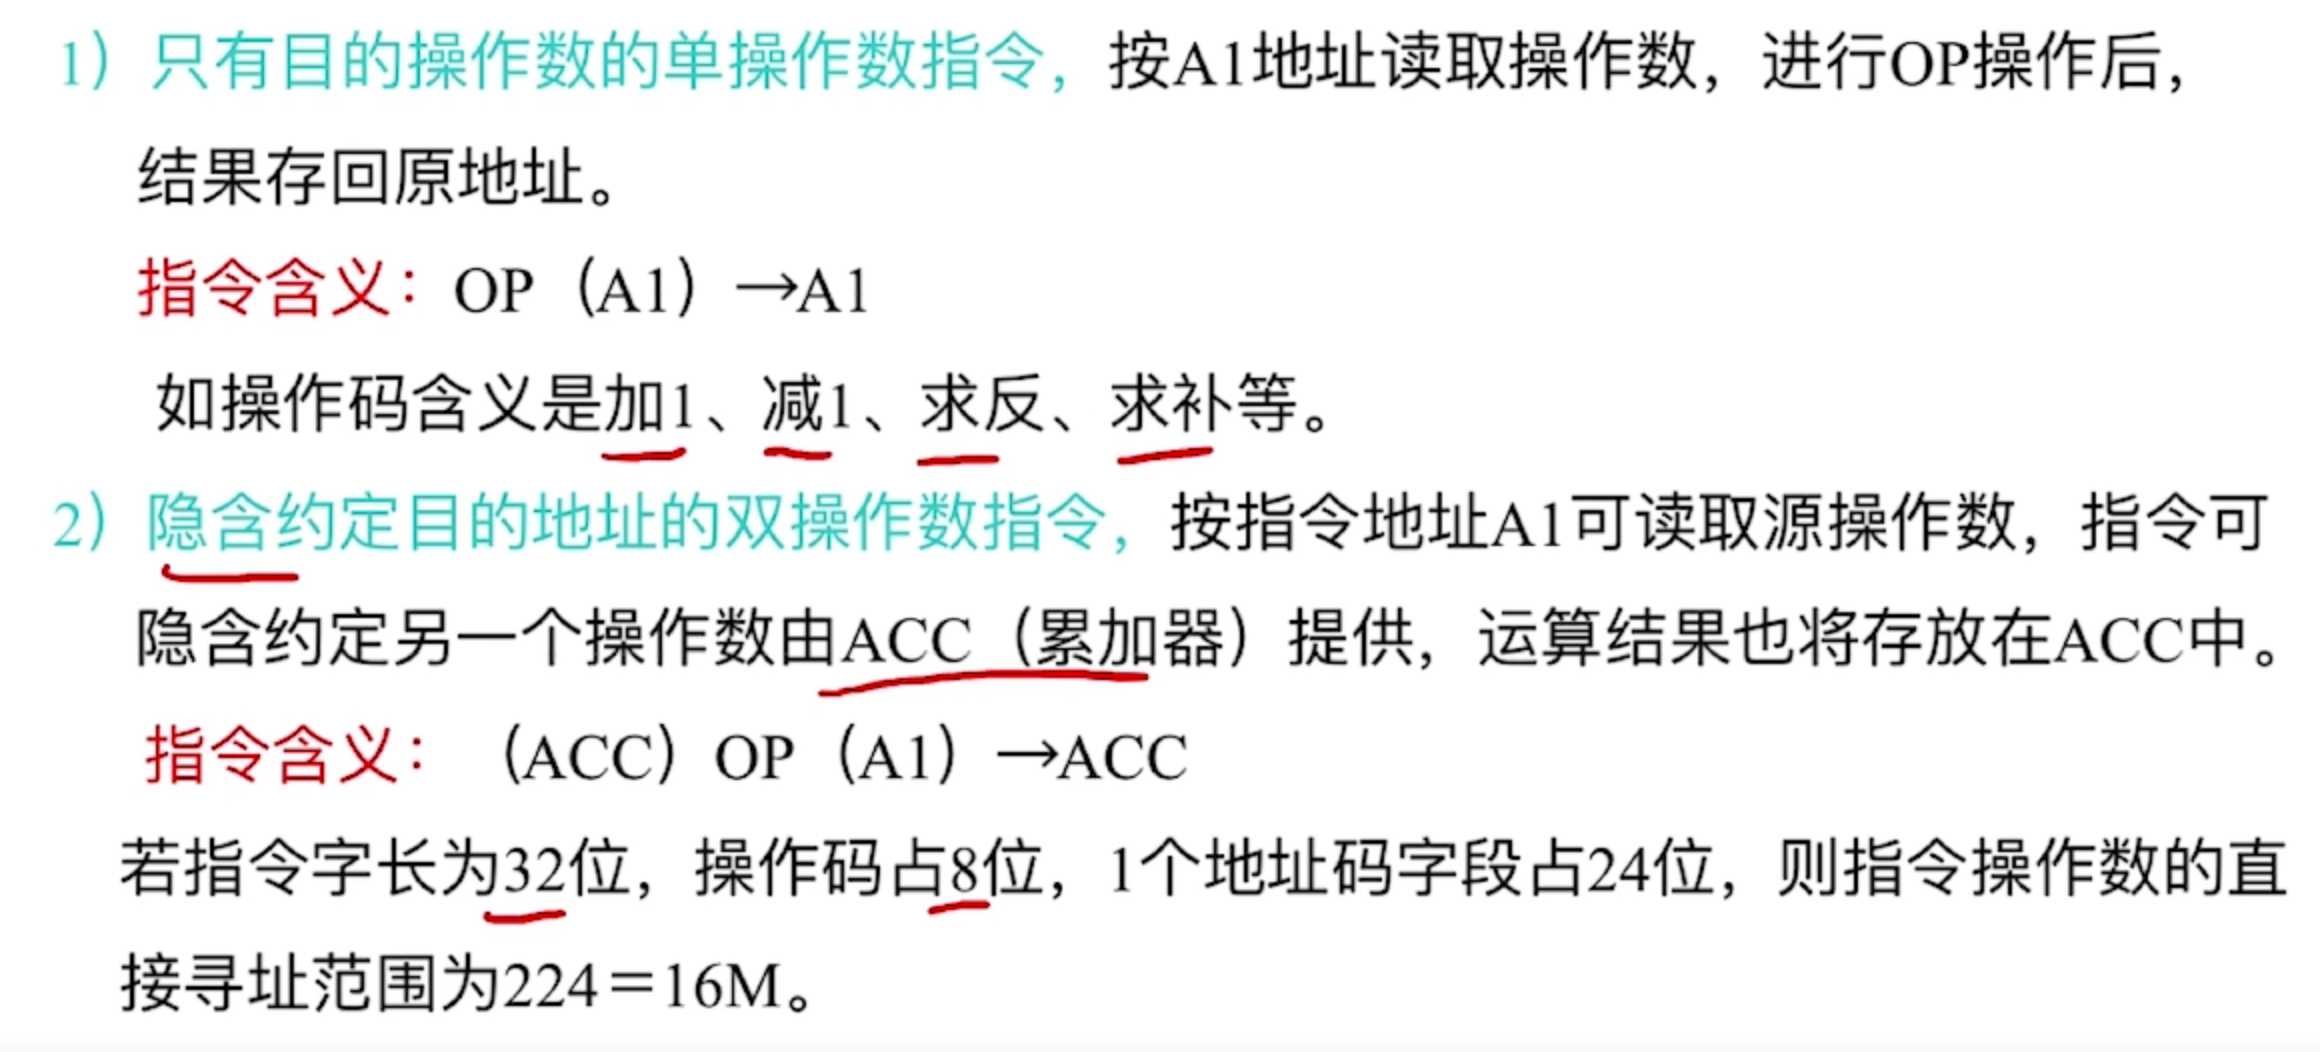 1）只有目的操作数的单操作数指令，按A1地址读取操作数，进行OP操作后，
结果存回原地址。
指令含义：OP（A1）→A1
如操作码含义是加1、减1、求反、求补等。
2）隐含约定目的地址的双操作数指令，按指令地址A1可读取源操作数，指令可
隐含约定另一个操作数由ACC（累加器）提供，运算结果也将存放在ACC中。
指令含义：（ACC）OP（A1）→ACC
若指令字长为32位，操作码占8位，1个地址码字段占24位，则指令操作数的直
接寻址范围为224＝16M。